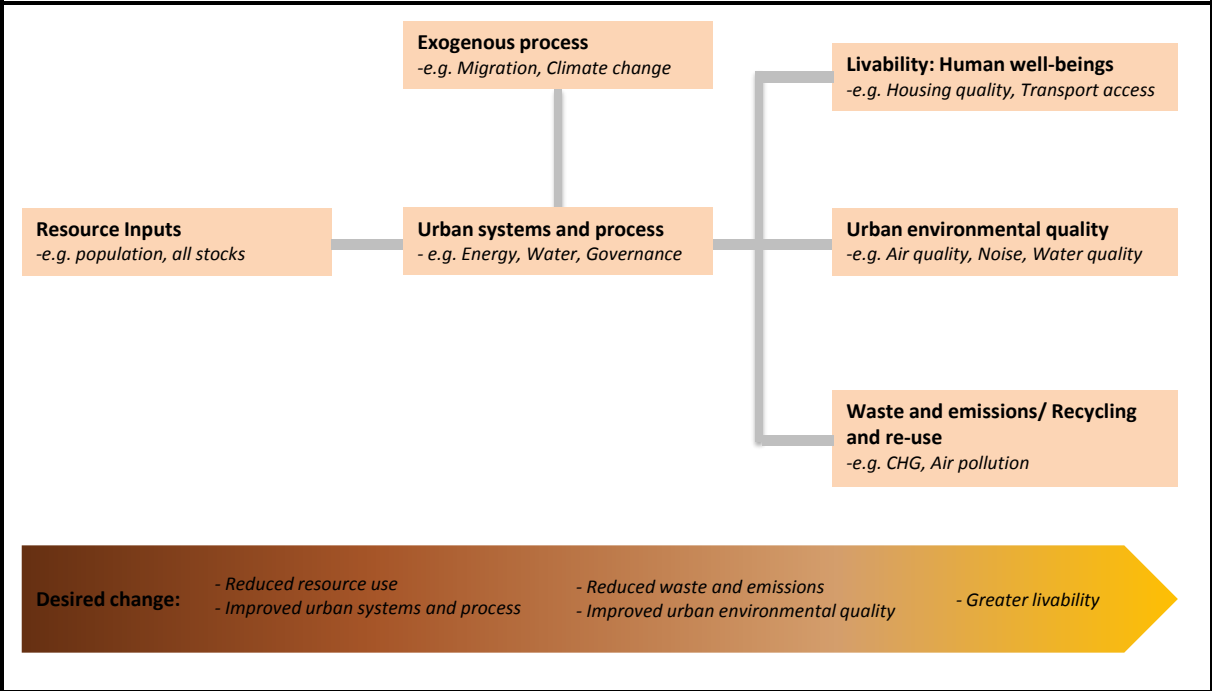 Exogenous process
-e.g. Migration, Climate change
Livability: Human well-beings
-e.g. Housing quality, Transport access
Resource Inputs
-e.g. population, all stocks
Urban systems and process
- e.g. Energy, Water, Governance
Urban environmental quality
-e.g. Air quality, Noise, Water quality
Waste and emissions/ Recycling
and re-use
-e.g. CHG, Air pollution
Desired change:
- Reduced resource use
- Improved urban systems and process
- Reduced waste and emissions
- Improved urban environmental quality
- Greater livability